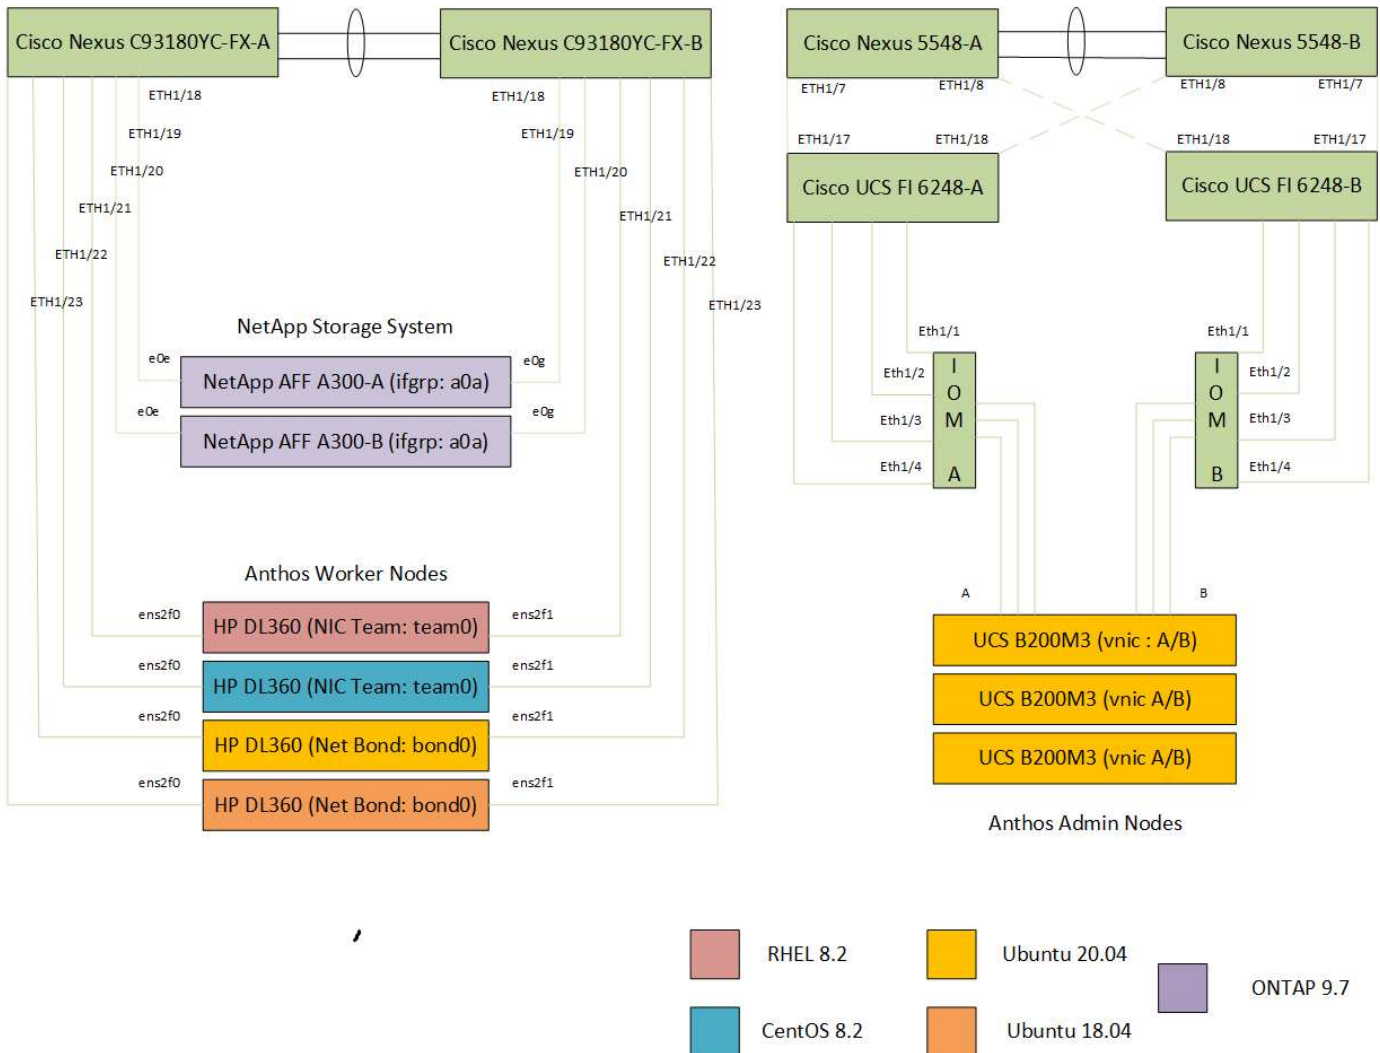 Cisco Nexus C93180YC-FX-A
Cisco Nexus C93180YC-FX-B
Cisco Nexus 5548-A
Cisco Nexus 5548-B
ETH1/18
ETH1/19
ETH1/20
ETH1/21
ETH1/22
ETH1/23
ETH1/18
ETH1/19
ETH1/20
ETH1/21
ETH1/22
ETH1/23
ETH1/7
ETH1/8
ETH1/8
ETH1/7
ETH1/17
ETH1/18
ETH1/18
ETH1/17
Cisco UCS FI 6248-A
Cisco UCS FI 6248-B
NetApp Storage System
e0e
NetApp AFF A300-A (ifgrp: a0a)
e0g
e0e
NetApp AFF A300-B (ifgrp: a0a)
e0g
Eth1/1
Eth1/2
Eth1/3
Eth1/4
I
O
M
A
Eth1/1
Eth1/2
Eth1/3
Eth1/4
I
O
M
B
Anthos Worker Nodes
ens2f0
HP DL360 (NIC Team: team0)
ens2f1
ens2f0
HP DL360 (NIC Team: team0)
ens2f1
ens2f0
HP DL360 (Net Bond: bond0)
ens2f1
ens2f0
HP DL360 (Net Bond: bond0)
ens2f1
A
B
UCS B200M3 (vnic : A/B)
UCS B200M3 (vnic A/B)
UCS B200M3 (vnic A/B)
Anthos Admin Nodes
RHEL 8.2
Ubuntu 20.04
ONTAP 9.7
CentOS 8.2
Ubuntu 18.04